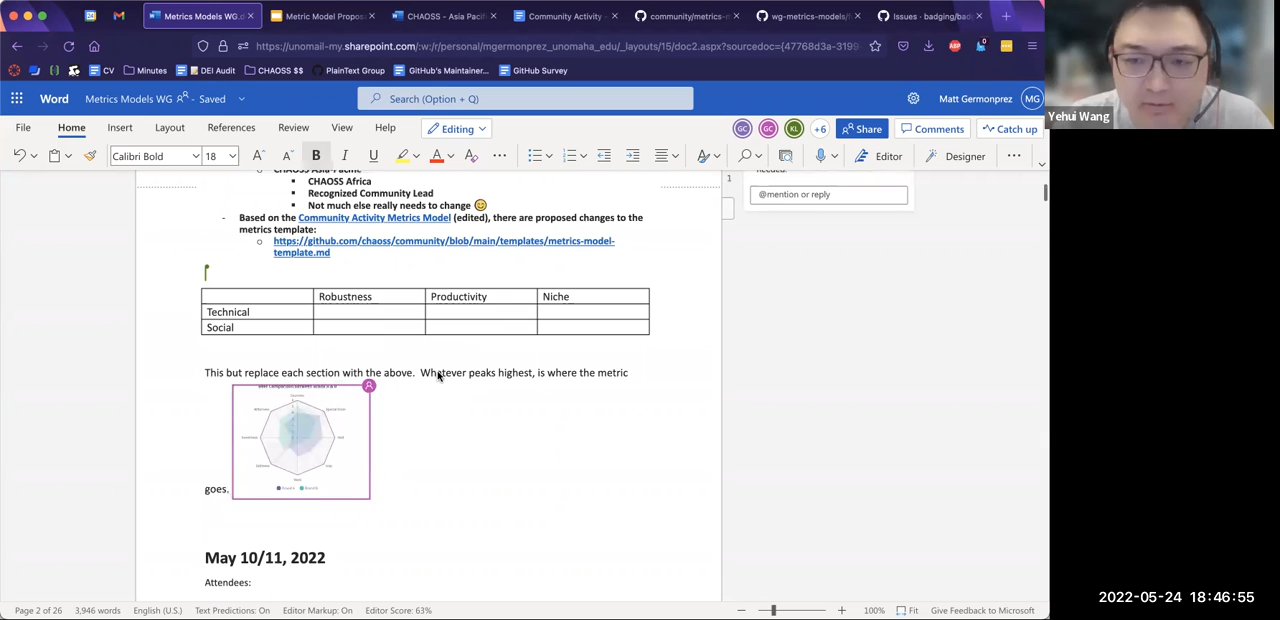 Metrics Models WG.d
Metric Model Propos
CHAOSS - Asia Pacifi
Community Activity -
community/metrics-m
wg-metrics-models/
Issues · badging/bad
https://unomail-my.sharepoint.com/:w:/r/personal/mgermonprez_unomaha_edu/_layouts/15/doc2.aspx?sourcedoc={47768d3a-3199
CV
Minutes
DEI Audit
CHAOSS $$
PlainText Group
GitHub's Maintainer...
GitHub Survey
Word
Metrics Models WG - Saved
Search (Option + Q)
Matt Germonprez
MG
File Home Insert Layout References Review View Help Editing
GC GC KL +6 Share Comments Catch up
Calibri Bold 18 A A B I U A Editor Designer
CHAOSS Asia-Pacific
CHAOSS Africa
Recognized Community Lead
Not much else really needs to change
- Based on the Community Activity Metrics Model (edited), there are proposed changes to the
metrics template:
https://github.com/chaoss/community/blob/main/templates/metrics-model-
template.md
Robustness Productivity Niche
Technical
Social
This but replace each section with the above. Whatever peaks highest, is where the metric
goes.
May 10/11, 2022
Attendees:
needed.
1
@mention or reply
Page 2 of 26 3,946 words English (U.S.) Text Predictions: On Editor Markup: On Editor Score: 63% 100% Fit Give Feedback to Microsoft
Yehui Wang
2022-05-24 18:46:55